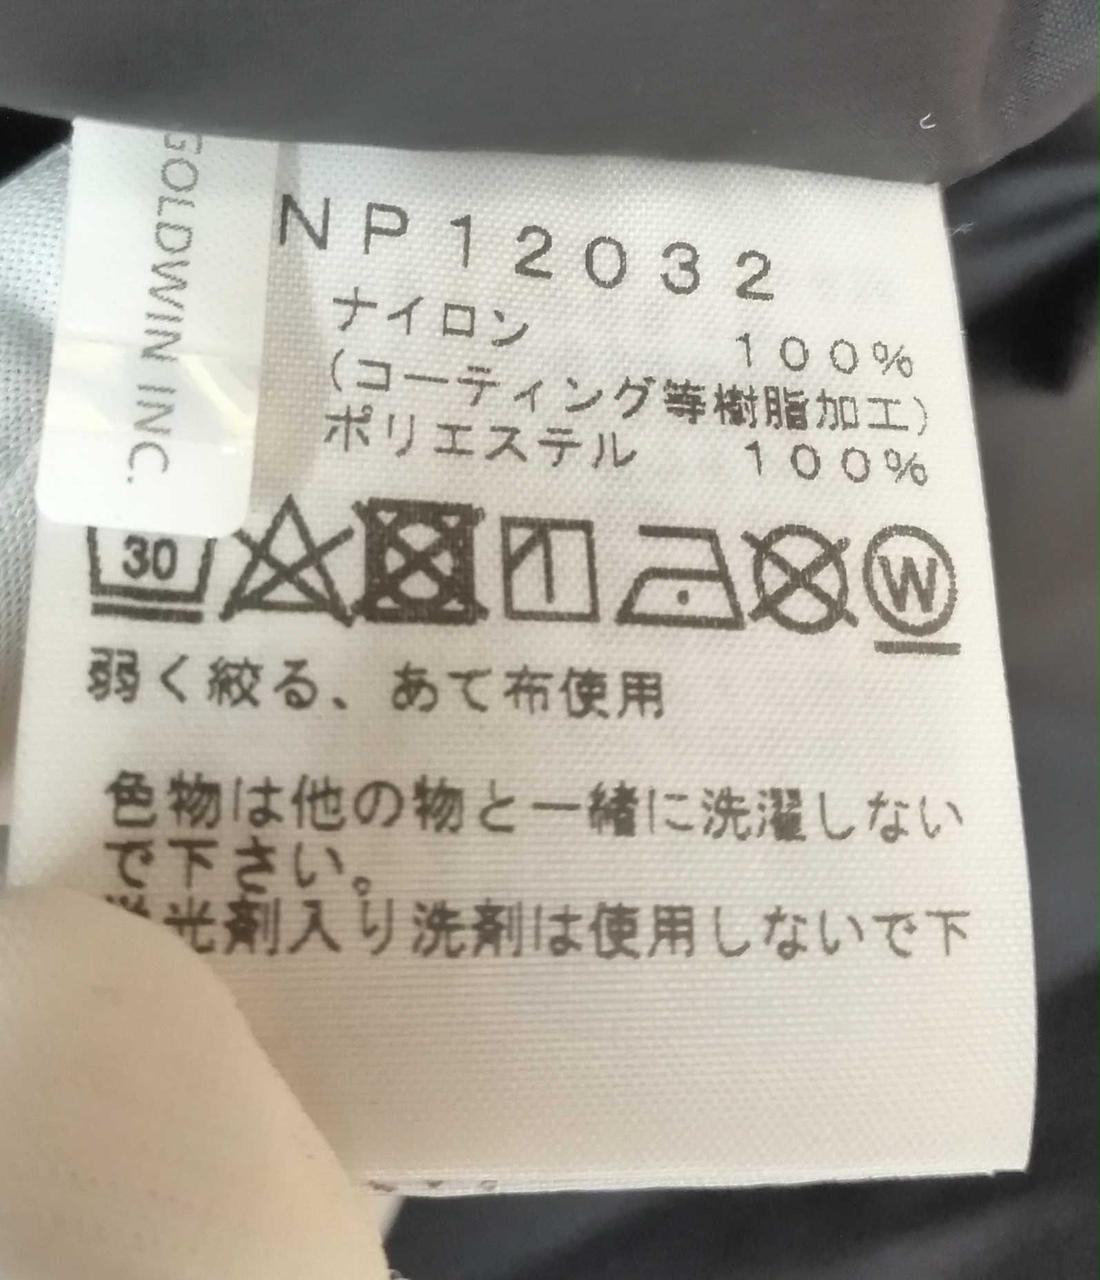 GOLDWIN INC.
NP12032
ナイロン 100%
(コーティング等樹脂加工)
ポリエステル 100%
30
W
弱く絞る、あて布使用
色物は他の物と一緒に洗濯しない
で下さい。
光剤入り洗剤は使用しないで下